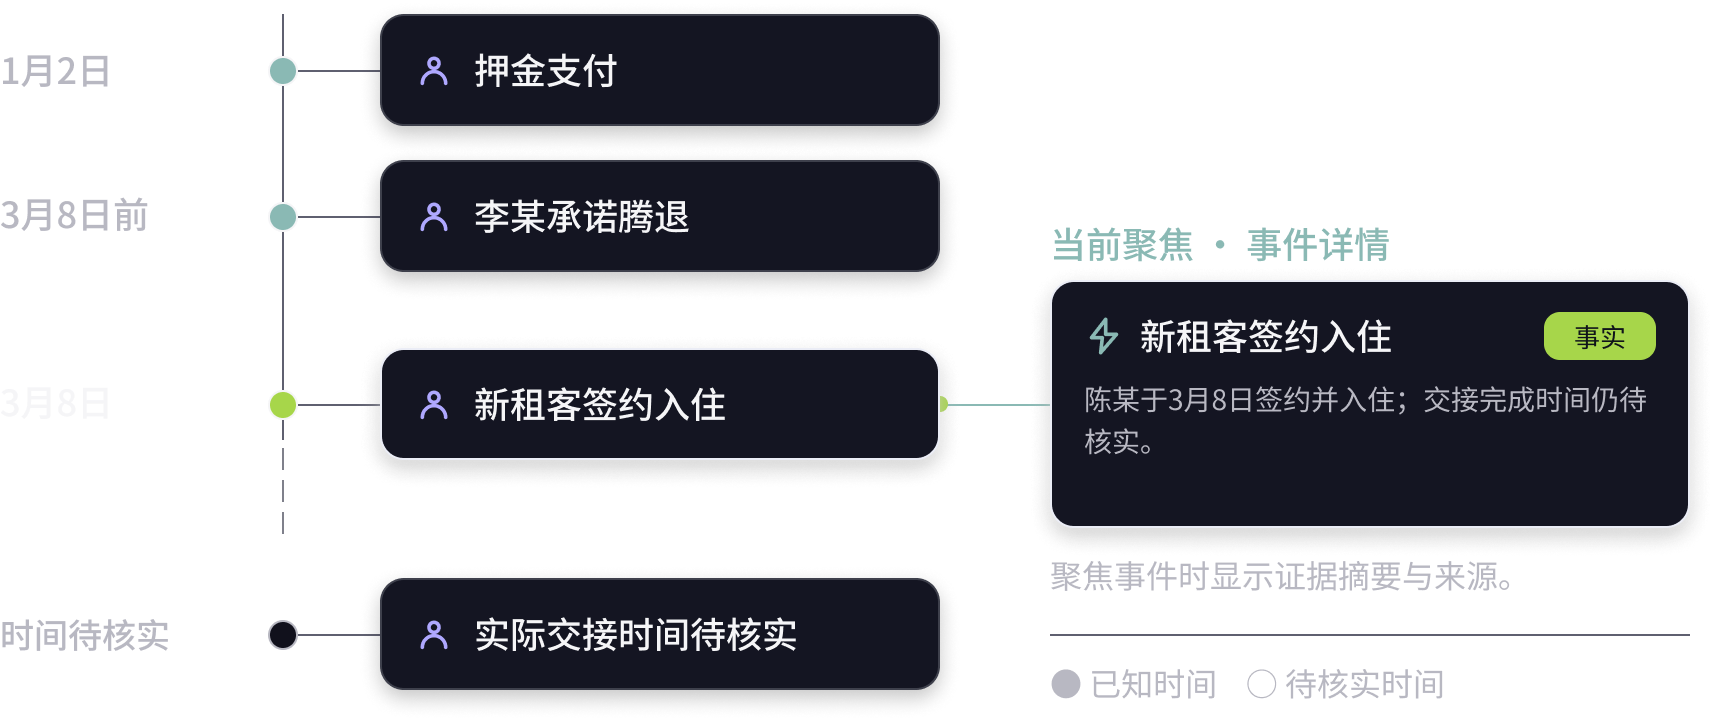 1月2日
押金支付
3月8日前
李某承诺腾退
当前聚焦 · 事件详情
新租客签约入住
事实
3月8日
新租客签约入住
陈某于3月8日签约并入住；交接完成时间仍待
核实。
聚焦事件时显示证据摘要与来源。
时间待核实
实际交接时间待核实
已知时间
待核实时间